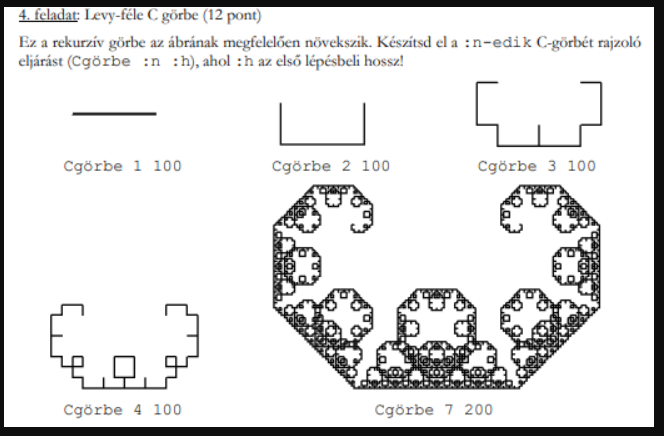 4. feladat: Levy-féle C görbe (12 pont)
Ez a rekurzív görbe az ábrának megfelelően növekszik. Készítsd el a :n-edik C-görbét rajzoló
eljárást (Cgörbe :n :h), ahol :h az első lépésbeli hossz!
Cgörbe 1 100
Cgörbe 2 100
Cgörbe 3 100
Cgörbe 4 100
Cgörbe 7 200